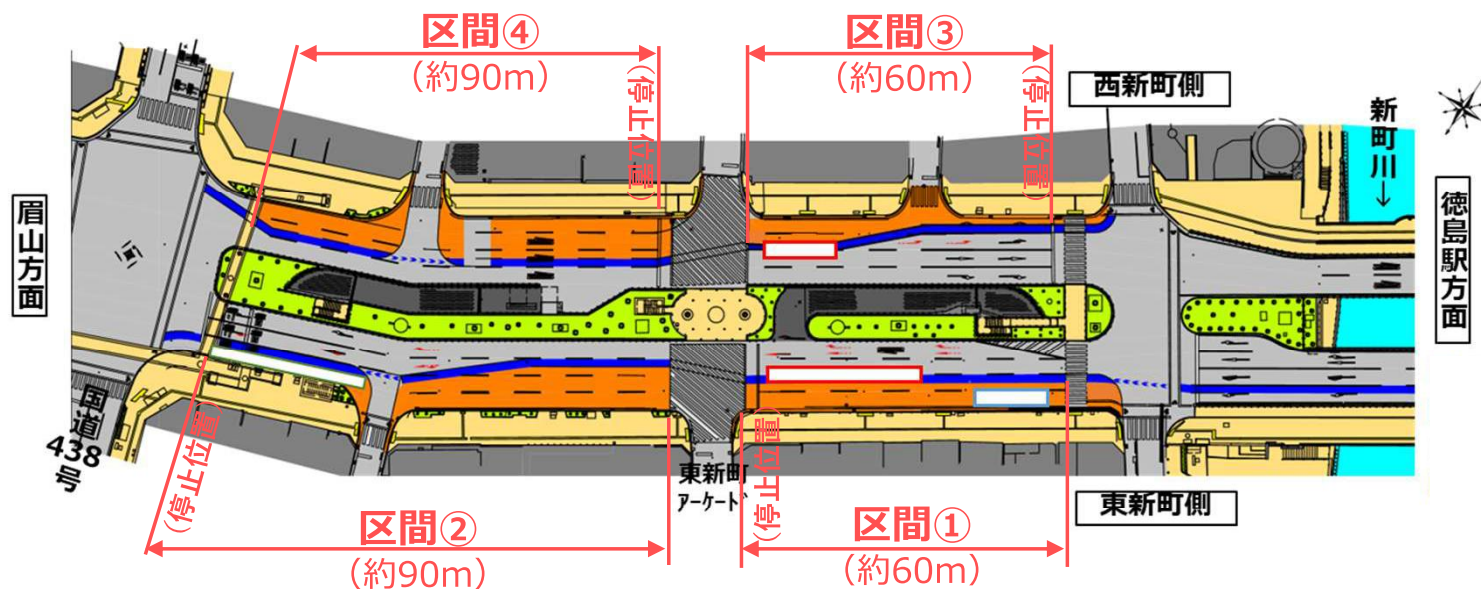 区間④
(約90m)
(停止位置)
区間③
(約60m)
(停止位置)
西新町側
新町川
↓
眉山方面
徳島駅方面
国道
438
号
(停止位置)
東新町
アーケード
(停止位置)
東新町側
区間②
(約90m)
区間①
(約60m)